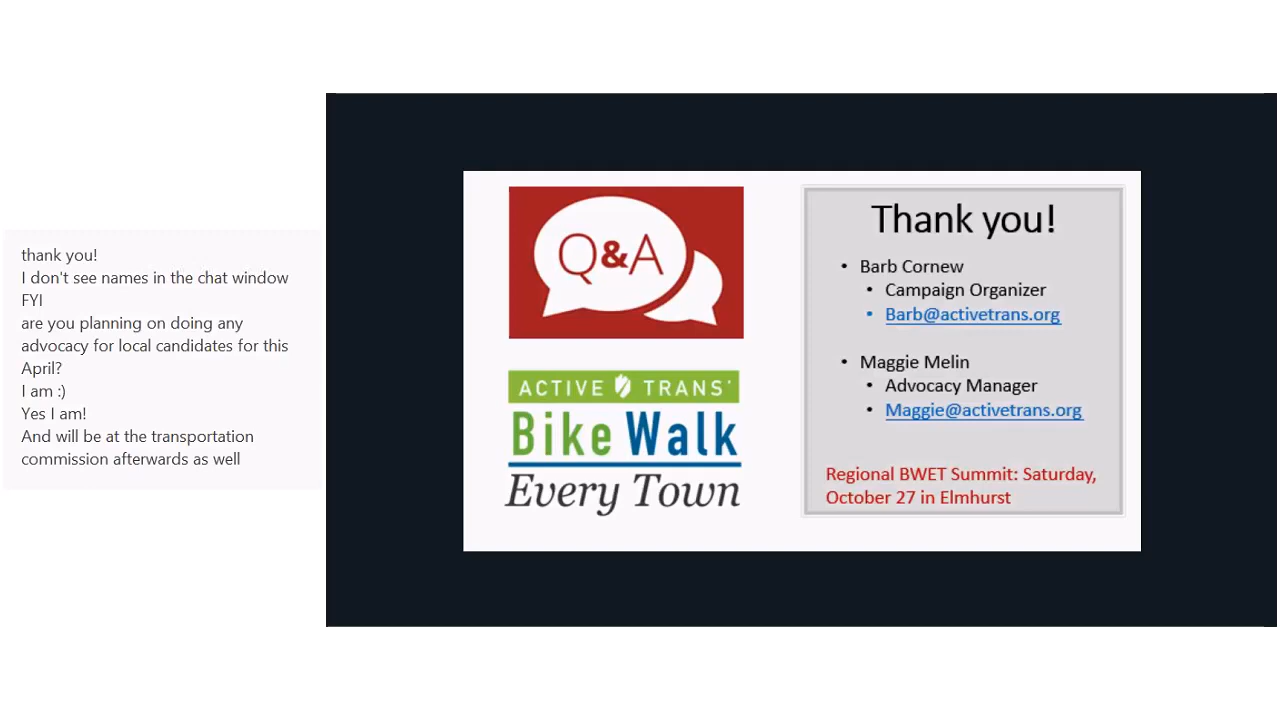 thank you!
I don't see names in the chat window
FYI
are you planning on doing any
advocacy for local candidates for this
April?
I am :)
Yes I am!
And will be at the transportation
commission afterwards as well
Q&A
ACTIVE TRANS
Bike Walk
Every Town
Thank you!
• Barb Cornew
• Campaign Organizer
• Barb@activetrans.org
• Maggie Melin
• Advocacy Manager
• Maggie@activetrans.org
Regional BWET Summit: Saturday,
October 27 in Elmhurst